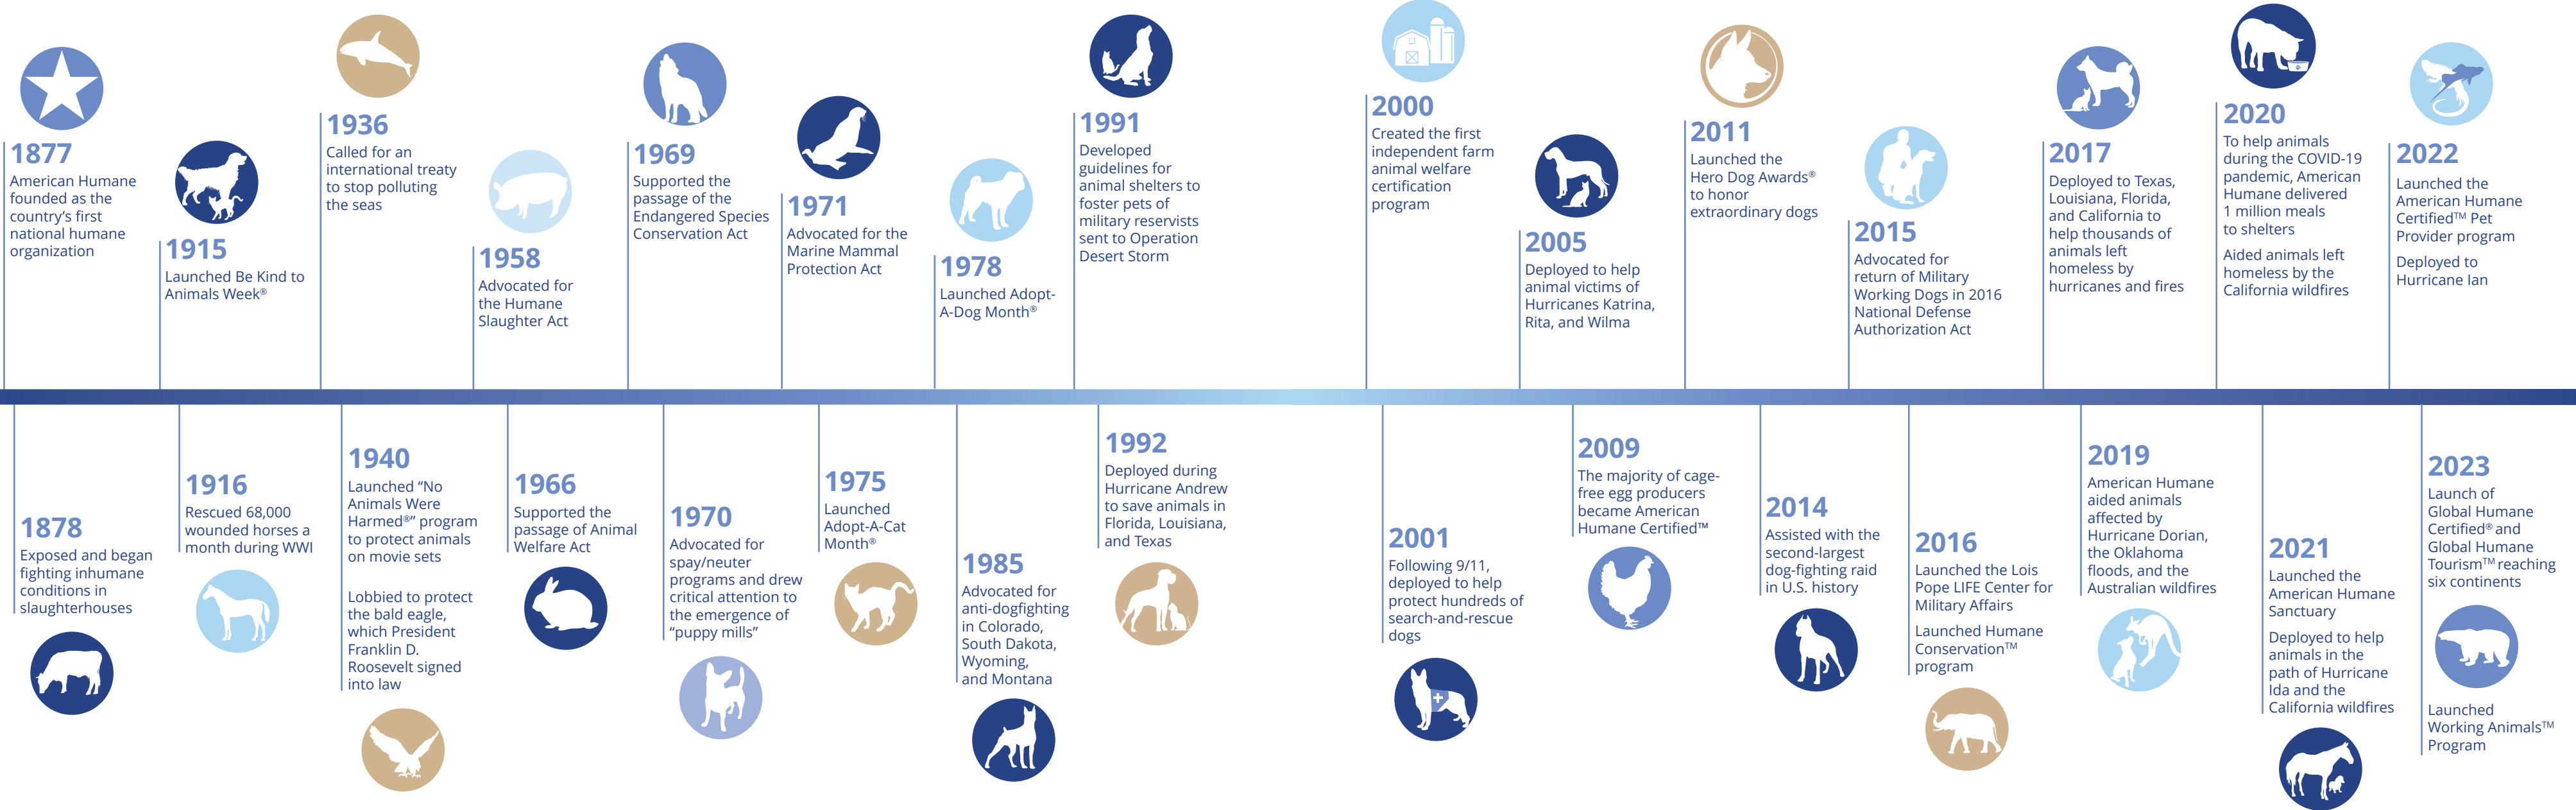 1877
American Humane
founded as the
country's first
national humane
organization
1915
Launched Be Kind to
Animals Week®
1936
Called for an
international treaty
to stop polluting
the seas
1958
Advocated for
the Humane
Slaughter Act
1969
Supported the
passage of the
Endangered Species
Conservation Act
1971
Advocated for the
Marine Mammal
Protection Act
1978
Launched Adopt-
A-Dog Month®
1991
Developed
guidelines for
animal shelters to
foster pets of
military reservists
sent to Operation
Desert Storm
2000
Created the first
independent farm
animal welfare
certification
program
2005
Deployed to help
animal victims of
Hurricanes Katrina,
Rita, and Wilma
2011
Launched the
Hero Dog Awards®
to honor
extraordinary dogs
2015
Advocated for
return of Military
Working Dogs in 2016
National Defense
Authorization Act
2017
Deployed to Texas,
Louisiana, Florida,
and California to
help thousands of
animals left
homeless by
hurricanes and fires
2020
To help animals
during the COVID-19
pandemic, American
Humane delivered
1 million meals
to shelters
Aided animals left
homeless by the
California wildfires
2022
Launched the
American Humane
Certified™ Pet
Provider program
Deployed to
Hurricane Ian
1878
Exposed and began
fighting inhumane
conditions in
slaughterhouses
1916
Rescued 68,000
wounded horses a
month during WWI
1940
Launched "No
Animals Were
Harmed®" program
to protect animals
on movie sets
Lobbied to protect
the bald eagle,
which President
Franklin D.
Roosevelt signed
into law
1966
Supported the
passage of Animal
Welfare Act
1970
Advocated for
spay/neuter
programs and drew
critical attention to
the emergence of
"puppy mills"
1975
Launched
Adopt-A-Cat
Month®
1985
Advocated for
anti-dogfighting
in Colorado,
South Dakota,
Wyoming,
and Montana
1992
Deployed during
Hurricane Andrew
to save animals in
Florida, Louisiana,
and Texas
2001
Following 9/11,
deployed to help
protect hundreds of
search-and-rescue
dogs
2009
The majority of cage-
free egg producers
became American
Humane Certified™
2014
Assisted with the
second-largest
dog-fighting raid
in U.S. history
2016
Launched the Lois
Pope LIFE Center for
Military Affairs
Launched Humane
Conservation™
program
2019
American Humane
aided animals
affected by
Hurricane Dorian,
the Oklahoma
floods, and the
Australian wildfires
2021
Launched the
American Humane
Sanctuary
Deployed to help
animals in the
path of Hurricane
Ida and the
California wildfires
2023
Launch of
Global Humane
Certified® and
Global Humane
Tourism™ reaching
six continents
Launched
Working Animals™
Program